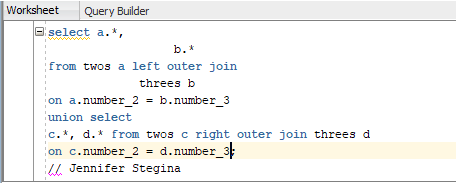 Worksheet Query Builder
select a.*,
b.*
from twos a left outer join
threes b
on a.number_2 = b.number_3
union select
c.*, d.* from twos c right outer join threes d
on c.number_2 = d.number_3;
// Jennifer Stegina